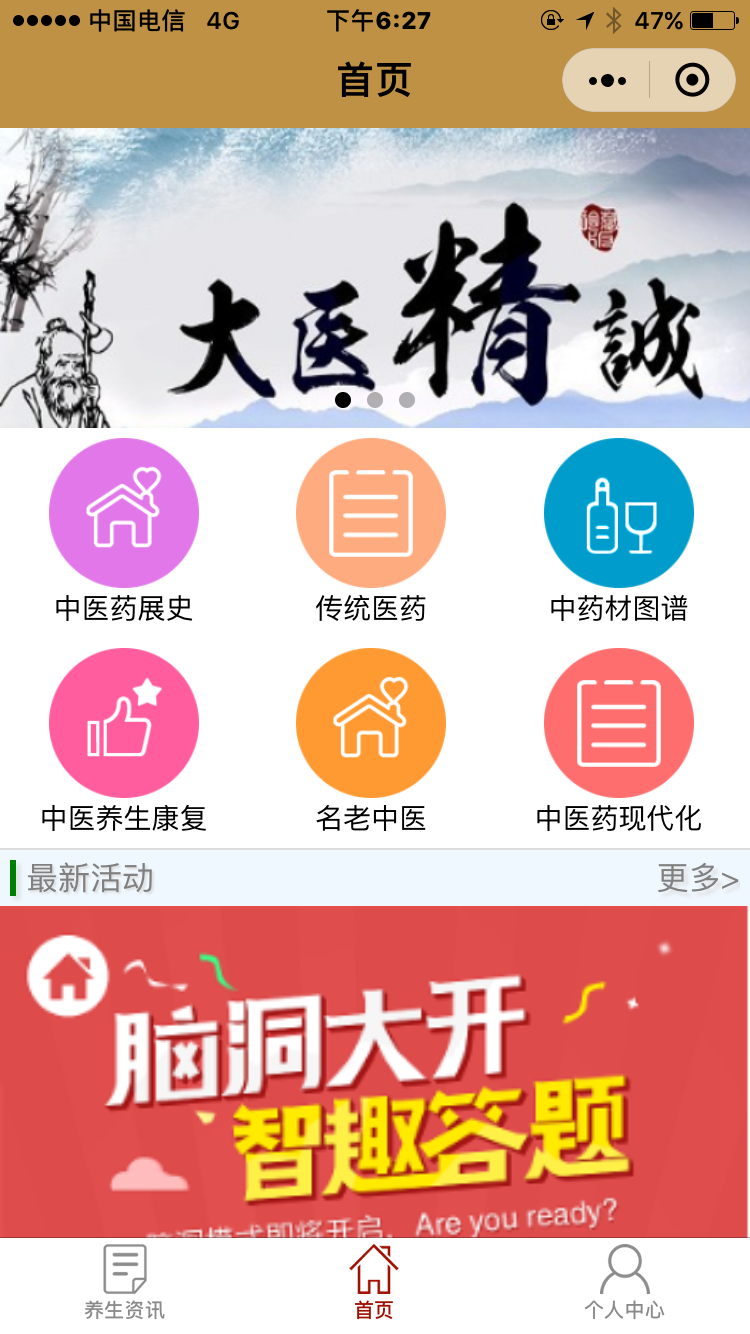 中国电信 4G 下午6:27 47%
首页
大医精誠
中医药展史 传统医药 中药材图谱
中医养生康复 名老中医 中医药现代化
最新活动 更多>
脑洞大开
智趣答题
脑洞模式即将开启，Are you ready?
养生资讯 首页 个人中心